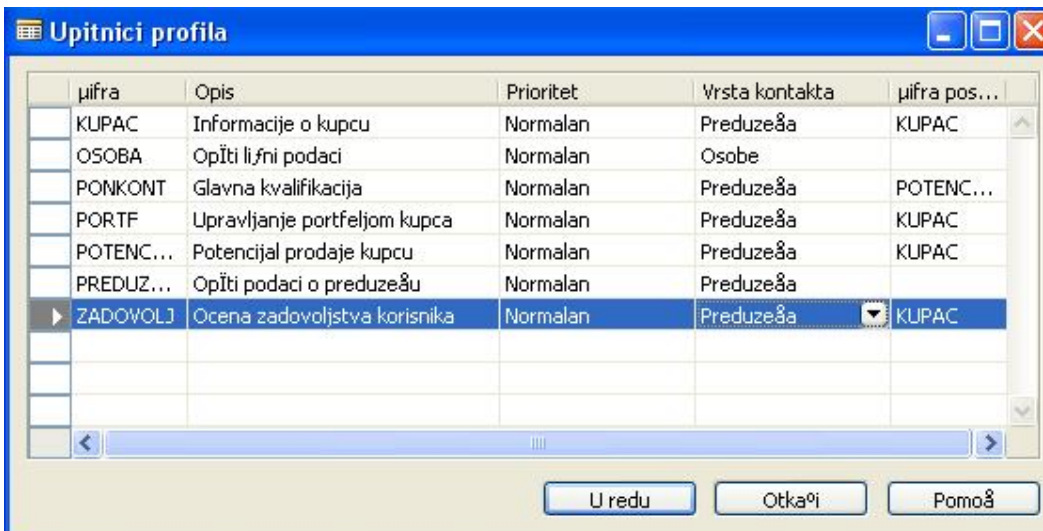 Upitnici profila
µifra Opis Prioritet Vrsta kontakta µifra pos...
KUPAC Informacije o kupcu Normalan Preduzeåa KUPAC
OSOBA OpÏti liƒni podaci Normalan Osobe
PONKONT Glavna kvalifikacija Normalan Preduzeåa POTENC...
PORTF Upravljanje portfeljom kupca Normalan Preduzeåa KUPAC
POTENC... Potencijal prodaje kupcu Normalan Preduzeåa KUPAC
PREDUZ... OpÏti podaci o preduzeåu Normalan Preduzeåa
ZADOVOLJ Ocena zadovoljstva korisnika Normalan Preduzeåa KUPAC
U redu Otkaºi Pomoå